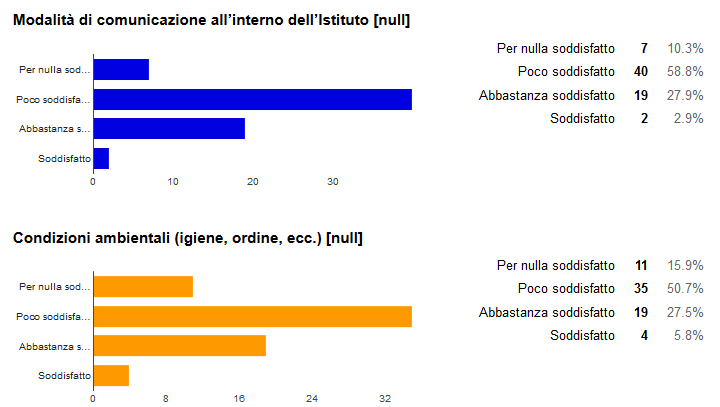 Modalità di comunicazione all’interno dell’Istituto [null]
Per nulla sod...
Poco soddisfa...
Abbastanza s...
Soddisfatto
0 10 20 30
Per nulla soddisfatto 7 10.3%
Poco soddisfatto 40 58.8%
Abbastanza soddisfatto 19 27.9%
Soddisfatto 2 2.9%
Condizioni ambientali (igiene, ordine, ecc.) [null]
Per nulla sod...
Poco soddisfa...
Abbastanza s...
Soddisfatto
0 8 16 24 32
Per nulla soddisfatto 11 15.9%
Poco soddisfatto 35 50.7%
Abbastanza soddisfatto 19 27.5%
Soddisfatto 4 5.8%